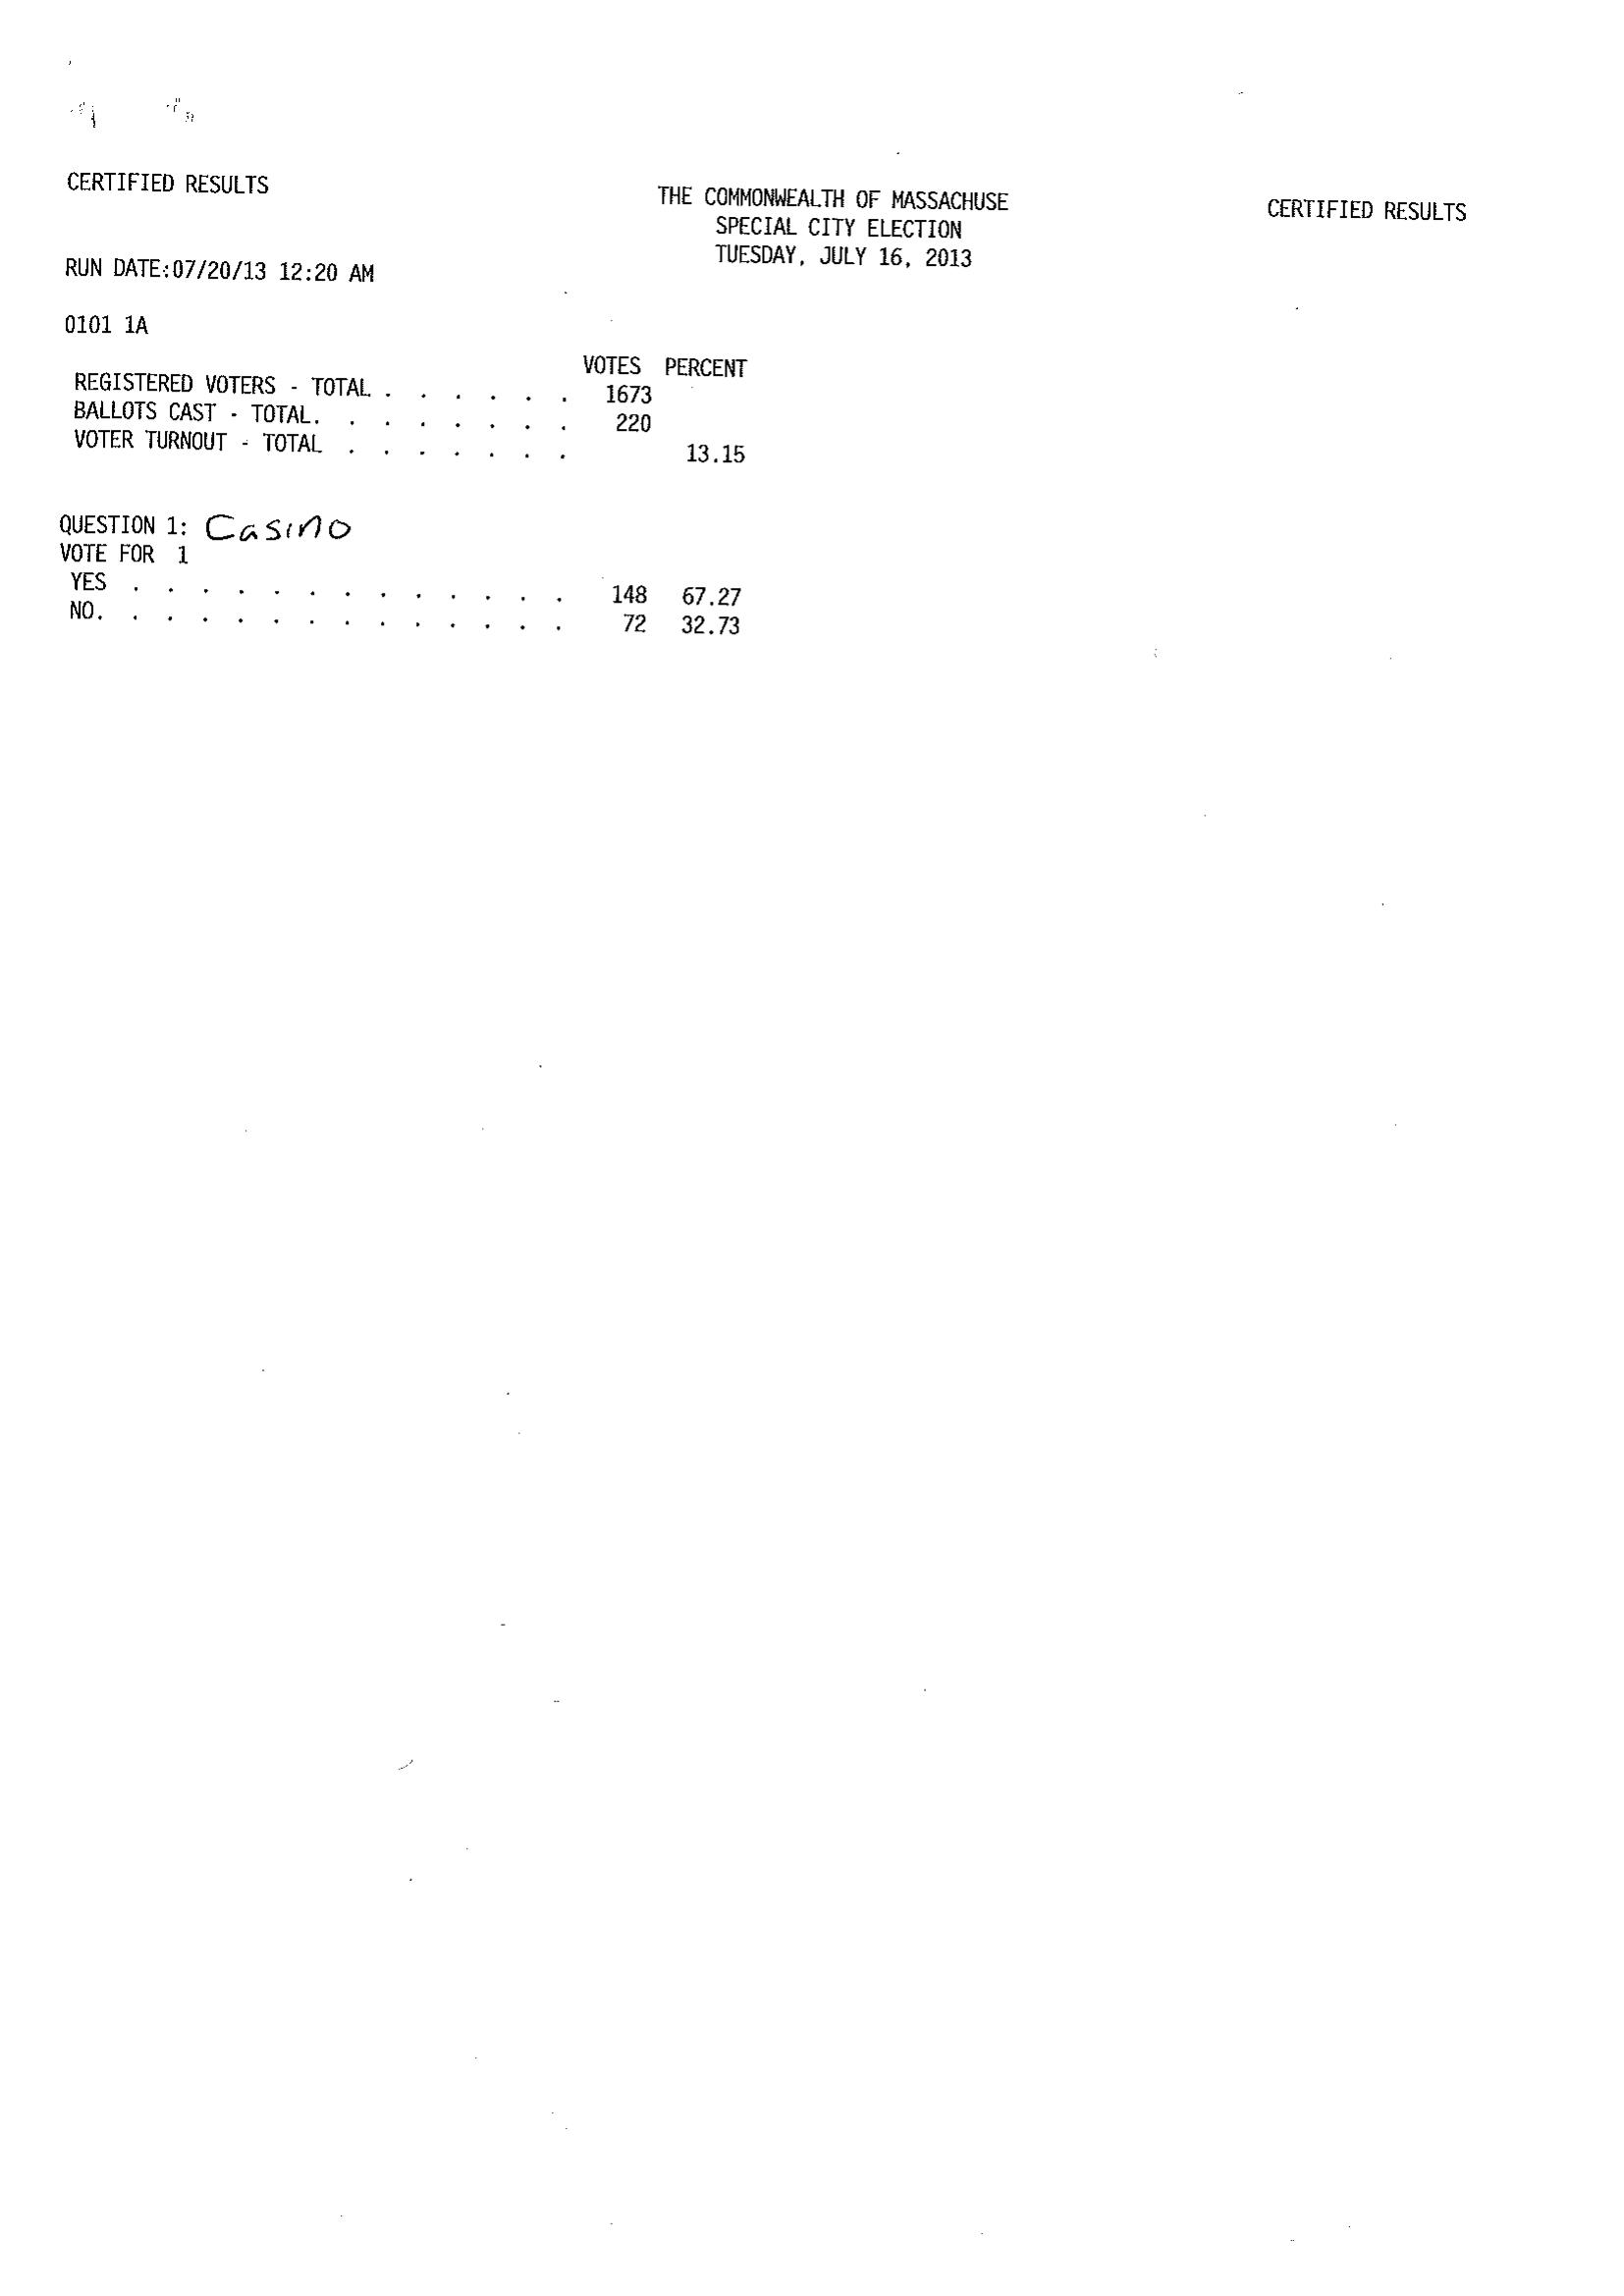 CERTIFIED RESULTS
THE COMMONWEALTH OF MASSACHUSE
CERTIFIED RESULTS
SPECIAL CITY ELECTION
TUESDAY, JULY 16, 2013
RUN DATE:07/20/13 12:20 AM
0101 1A
VOTES PERCENT
REGISTERED VOTERS - TOTAL . . . . . . 1673
BALLOTS CAST - TOTAL. . . . . . . . 220
VOTER TURNOUT - TOTAL . . . . . . . 13.15
QUESTION 1: Casino
VOTE FOR 1
YES . . . . . . . . . . . . . 148 67.27
NO. . . . . . . . . . . . . . 72 32.73